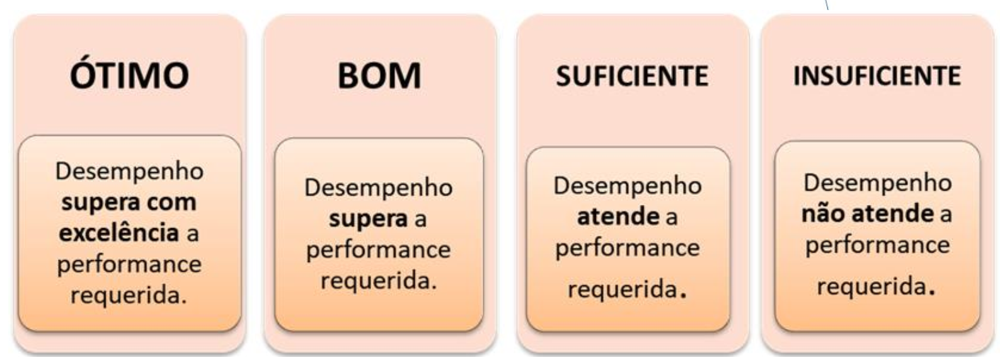 ÓTIMO
Desempenho
supera com
excelência a
performance
requerida.
BOM
Desempenho
supera a
performance
requerida.
SUFICIENTE
Desempenho
atende a
performance
requerida.
INSUFICIENTE
Desempenho
não atende a
performance
requerida.